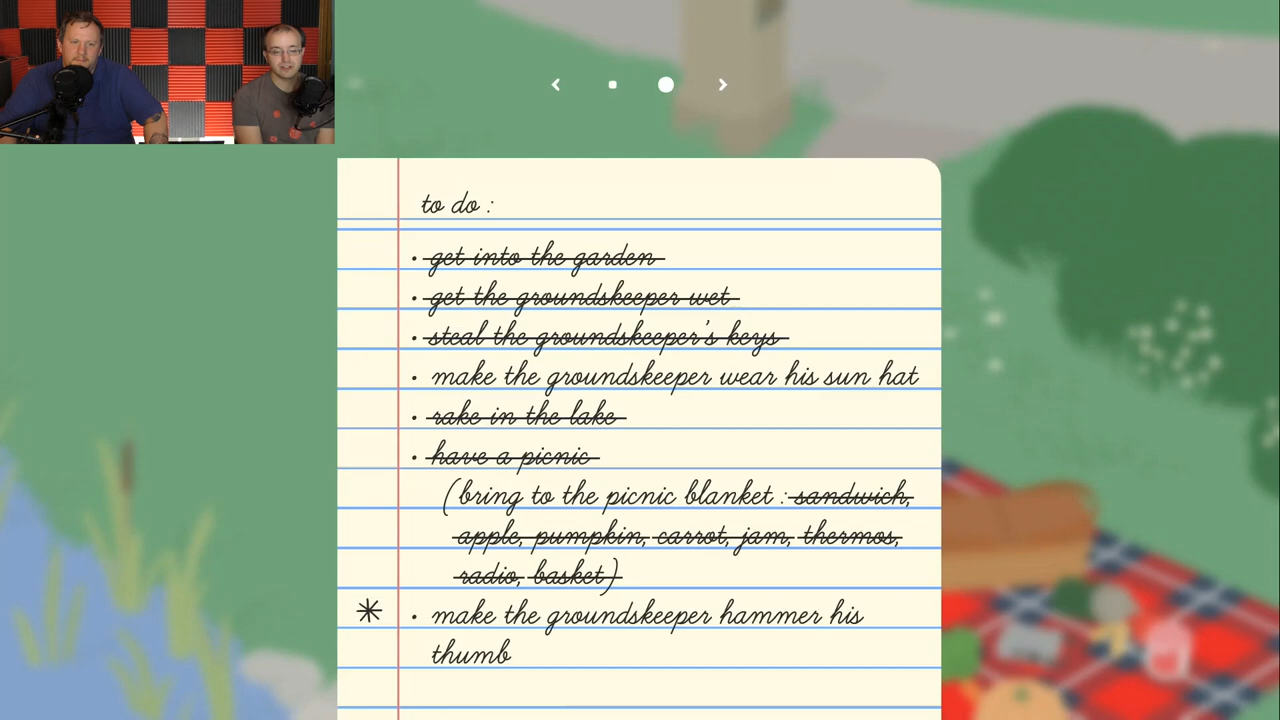 to do :
• get into the garden
• get the groundskeeper wet
• steal the groundskeeper's keys
• make the groundskeeper wear his sun hat
• rake in the lake
• have a picnic
(bring to the picnic blanket : sandwich,
apple, pumpkin, carrot, jam, thermos,
radio, basket)
• make the groundskeeper hammer his
thumb